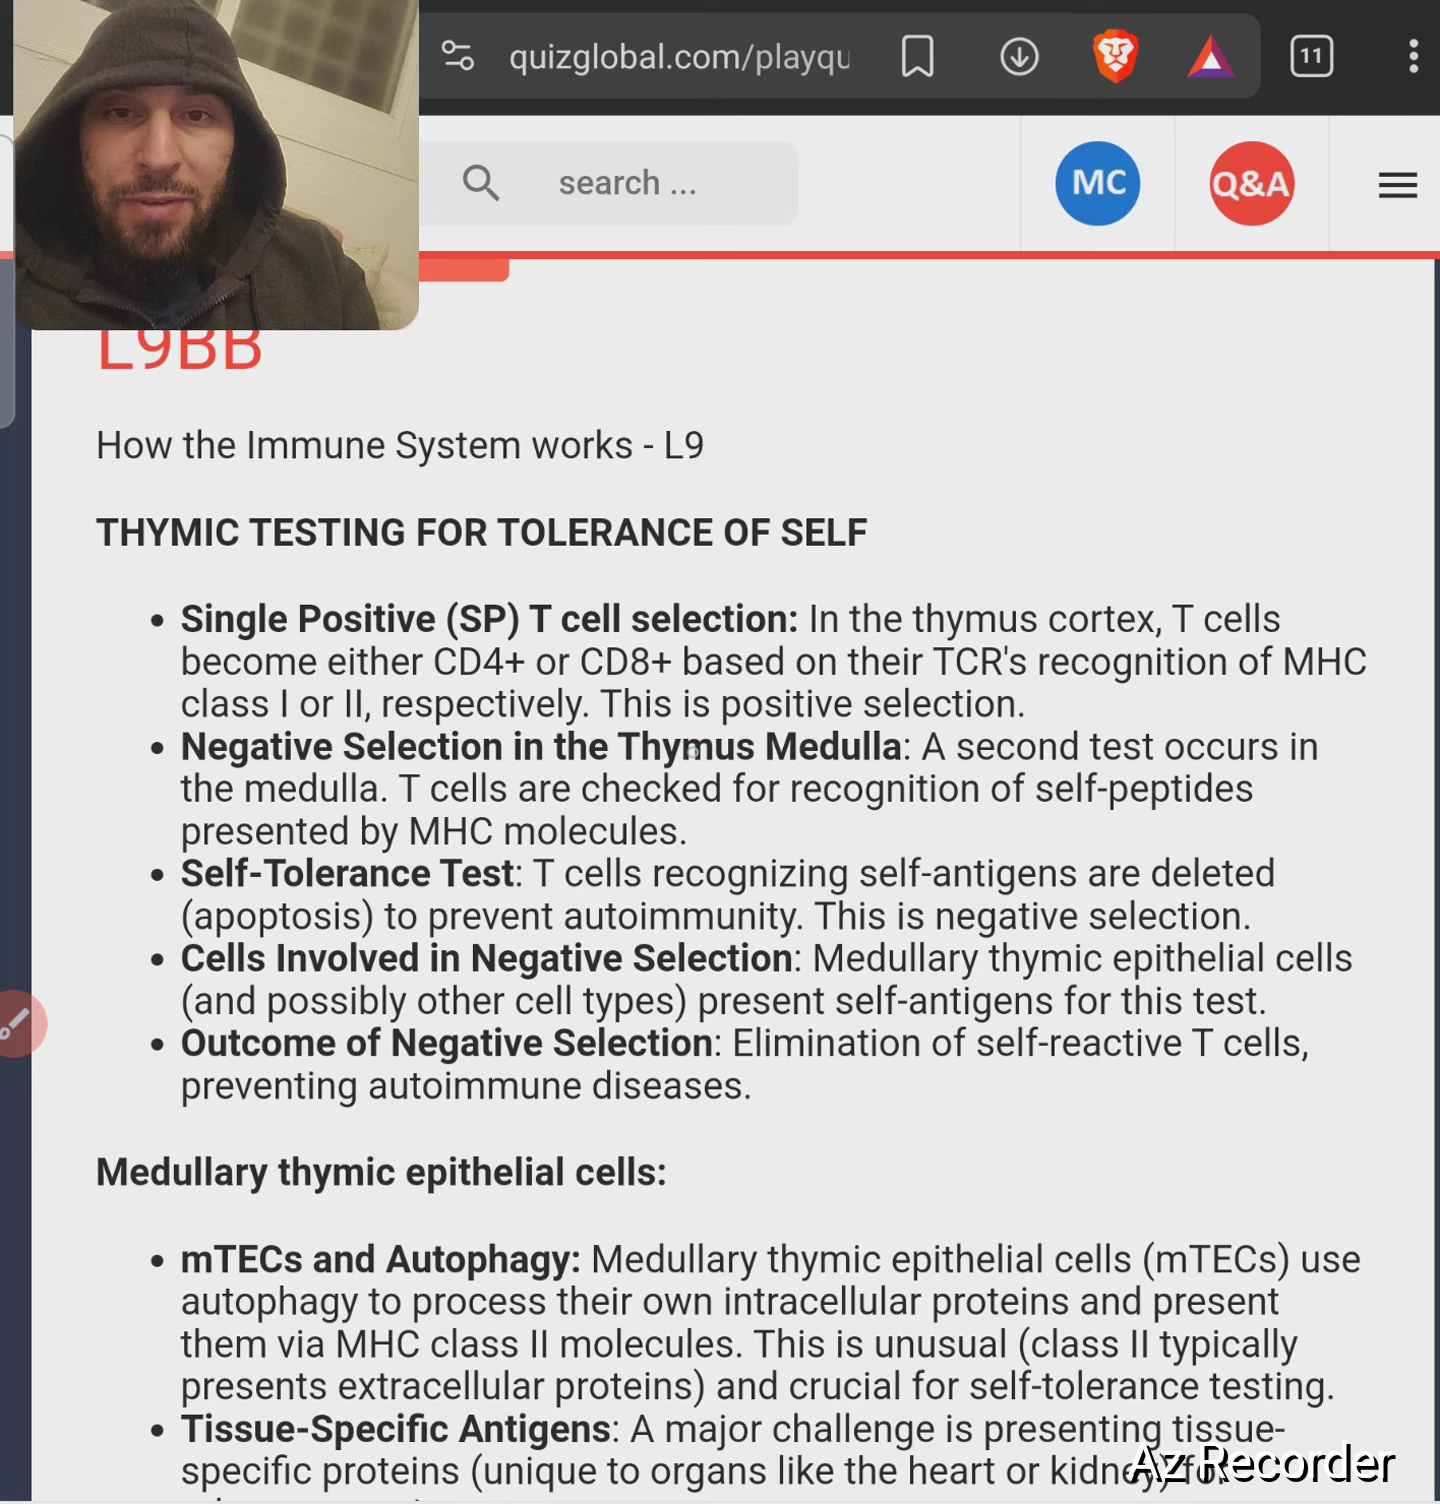 quizglobal.com/playqu
11
search ...
MC
Q&A
L9BB
How the Immune System works - L9
THYMIC TESTING FOR TOLERANCE OF SELF
• Single Positive (SP) T cell selection: In the thymus cortex, T cells
become either CD4+ or CD8+ based on their TCR's recognition of MHC
class I or II, respectively. This is positive selection.
• Negative Selection in the Thymus Medulla: A second test occurs in
the medulla. T cells are checked for recognition of self-peptides
presented by MHC molecules.
• Self-Tolerance Test: T cells recognizing self-antigens are deleted
(apoptosis) to prevent autoimmunity. This is negative selection.
• Cells Involved in Negative Selection: Medullary thymic epithelial cells
(and possibly other cell types) present self-antigens for this test.
• Outcome of Negative Selection: Elimination of self-reactive T cells,
preventing autoimmune diseases.
Medullary thymic epithelial cells:
• mTECs and Autophagy: Medullary thymic epithelial cells (mTECs) use
autophagy to process their own intracellular proteins and present
them via MHC class II molecules. This is unusual (class II typically
presents extracellular proteins) and crucial for self-tolerance testing.
• Tissue-Specific Antigens: A major challenge is presenting tissue-
specific proteins (unique to organs like the heart or kidney) for
Az Recorder